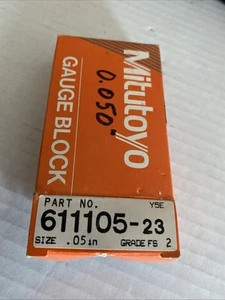 Mitutoyo
0.050"
GAUGE BLOCK
PART NO. Y5E
611105-23
SIZE .05in GRADE FS 2